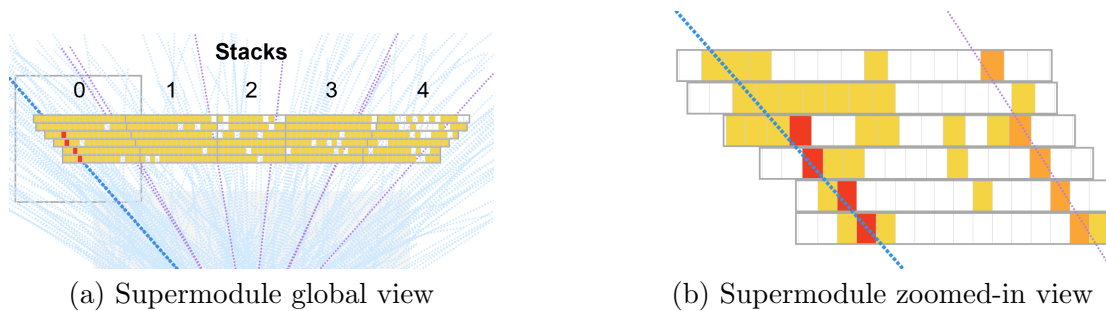 Stacks
0 1 2 3 4
(a) Supermodule global view
(b) Supermodule zoomed-in view